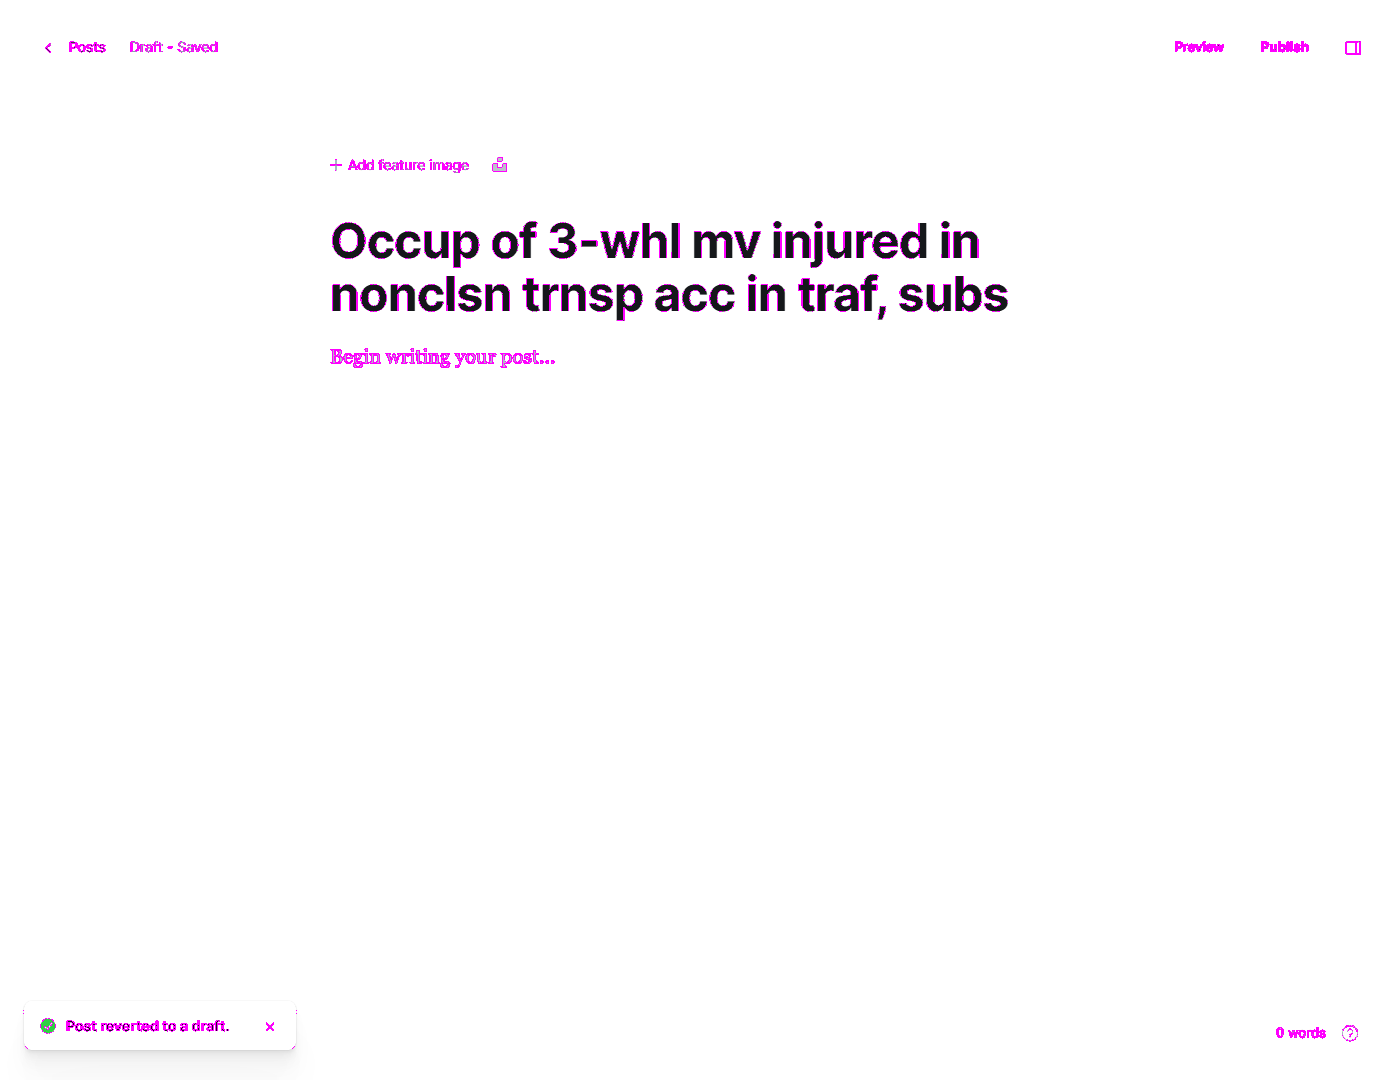 Posts Draft - Saved Preview Publish
Add feature image
Occup of 3-whl mv injured in
nonclsn trnsp acc in traf, subs
Begin writing your post...
Post reverted to a draft.
0 words